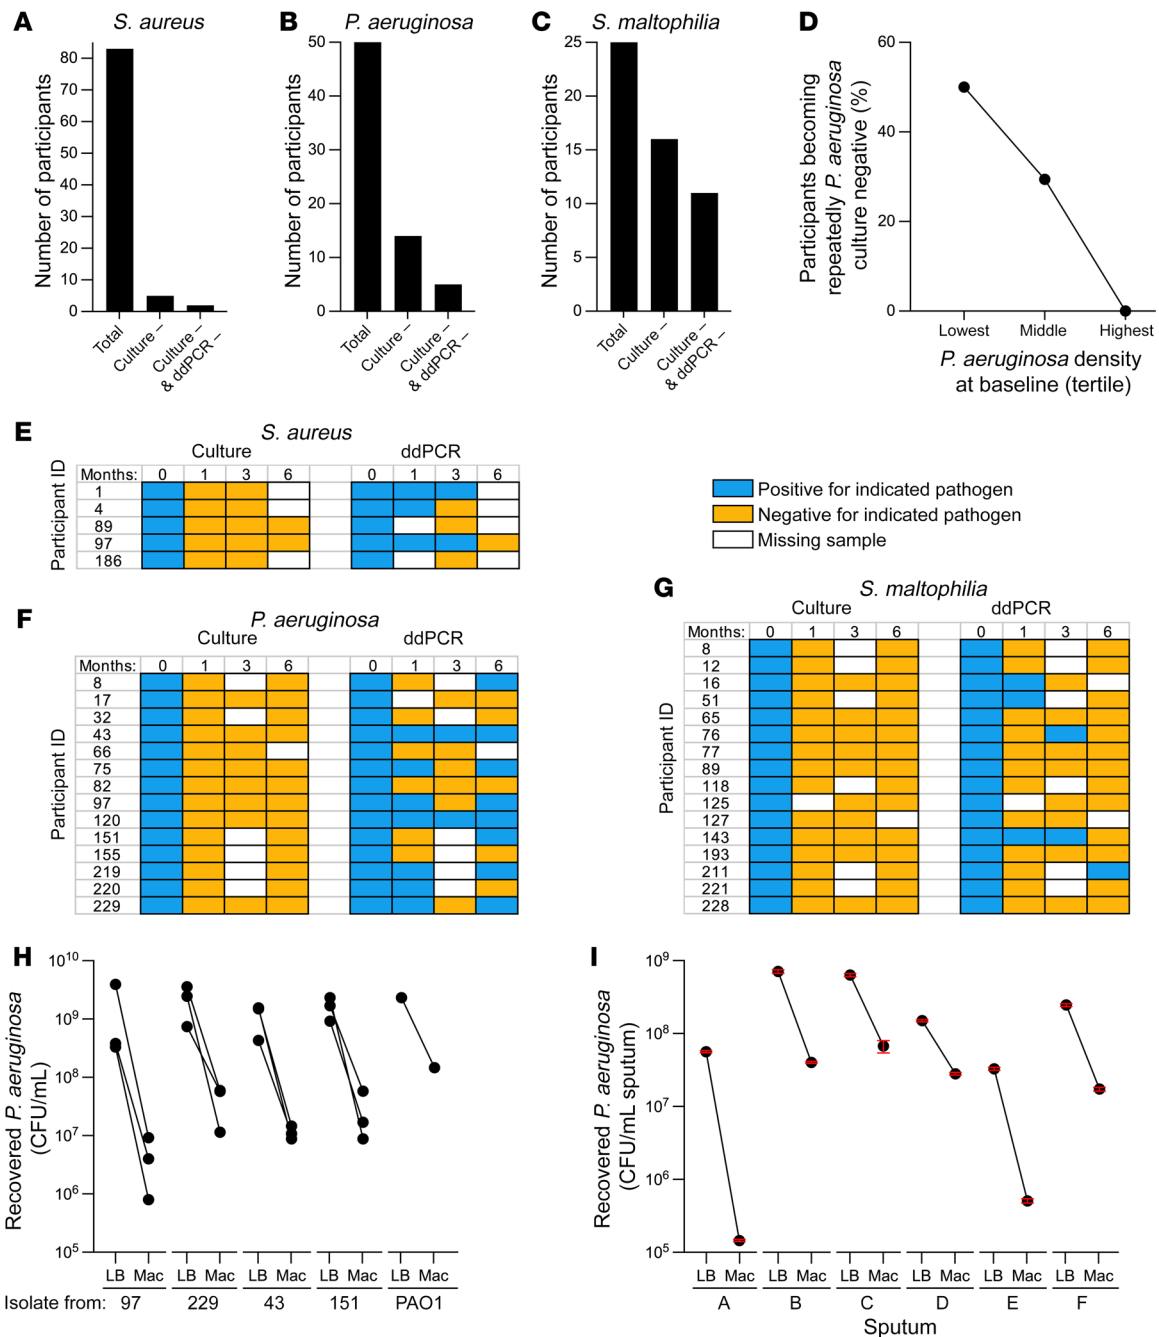 A
S. aureus
Number of participants
80
70
60
50
40
30
20
10
0
Total
Culture –
Culture –
& ddPCR –
B
P. aeruginosa
Number of participants
50
40
30
20
10
0
Total
Culture –
Culture –
& ddPCR –
C
S. maltophilia
Number of participants
25
20
15
10
5
0
Total
Culture –
Culture –
& ddPCR –
D
Participants becoming
repeatedly P. aeruginosa
culture negative (%)
60
40
20
0
Lowest Middle Highest
P. aeruginosa density
at baseline (tertile)
E
S. aureus
Culture ddPCR
Participant ID
Months: 0 1 3 6 0 1 3 6
1
4
89
97
186
Positive for indicated pathogen
Negative for indicated pathogen
Missing sample
F
P. aeruginosa
Culture ddPCR
Participant ID
Months: 0 1 3 6 0 1 3 6
8
17
32
43
66
75
82
97
120
151
155
219
220
229
G
S. maltophilia
Culture ddPCR
Participant ID
Months: 0 1 3 6 0 1 3 6
8
12
16
51
65
76
77
89
118
125
127
143
193
211
221
228
H
Recovered P. aeruginosa
(CFU/mL)
10^10
10^9
10^8
10^7
10^6
10^5
LB Mac LB Mac LB Mac LB Mac LB Mac
Isolate from: 97 229 43 151 PAO1
I
Recovered P. aeruginosa
(CFU/mL sputum)
10^9
10^8
10^7
10^6
10^5
LB Mac LB Mac LB Mac LB Mac LB Mac LB Mac
A B C D E F
Sputum